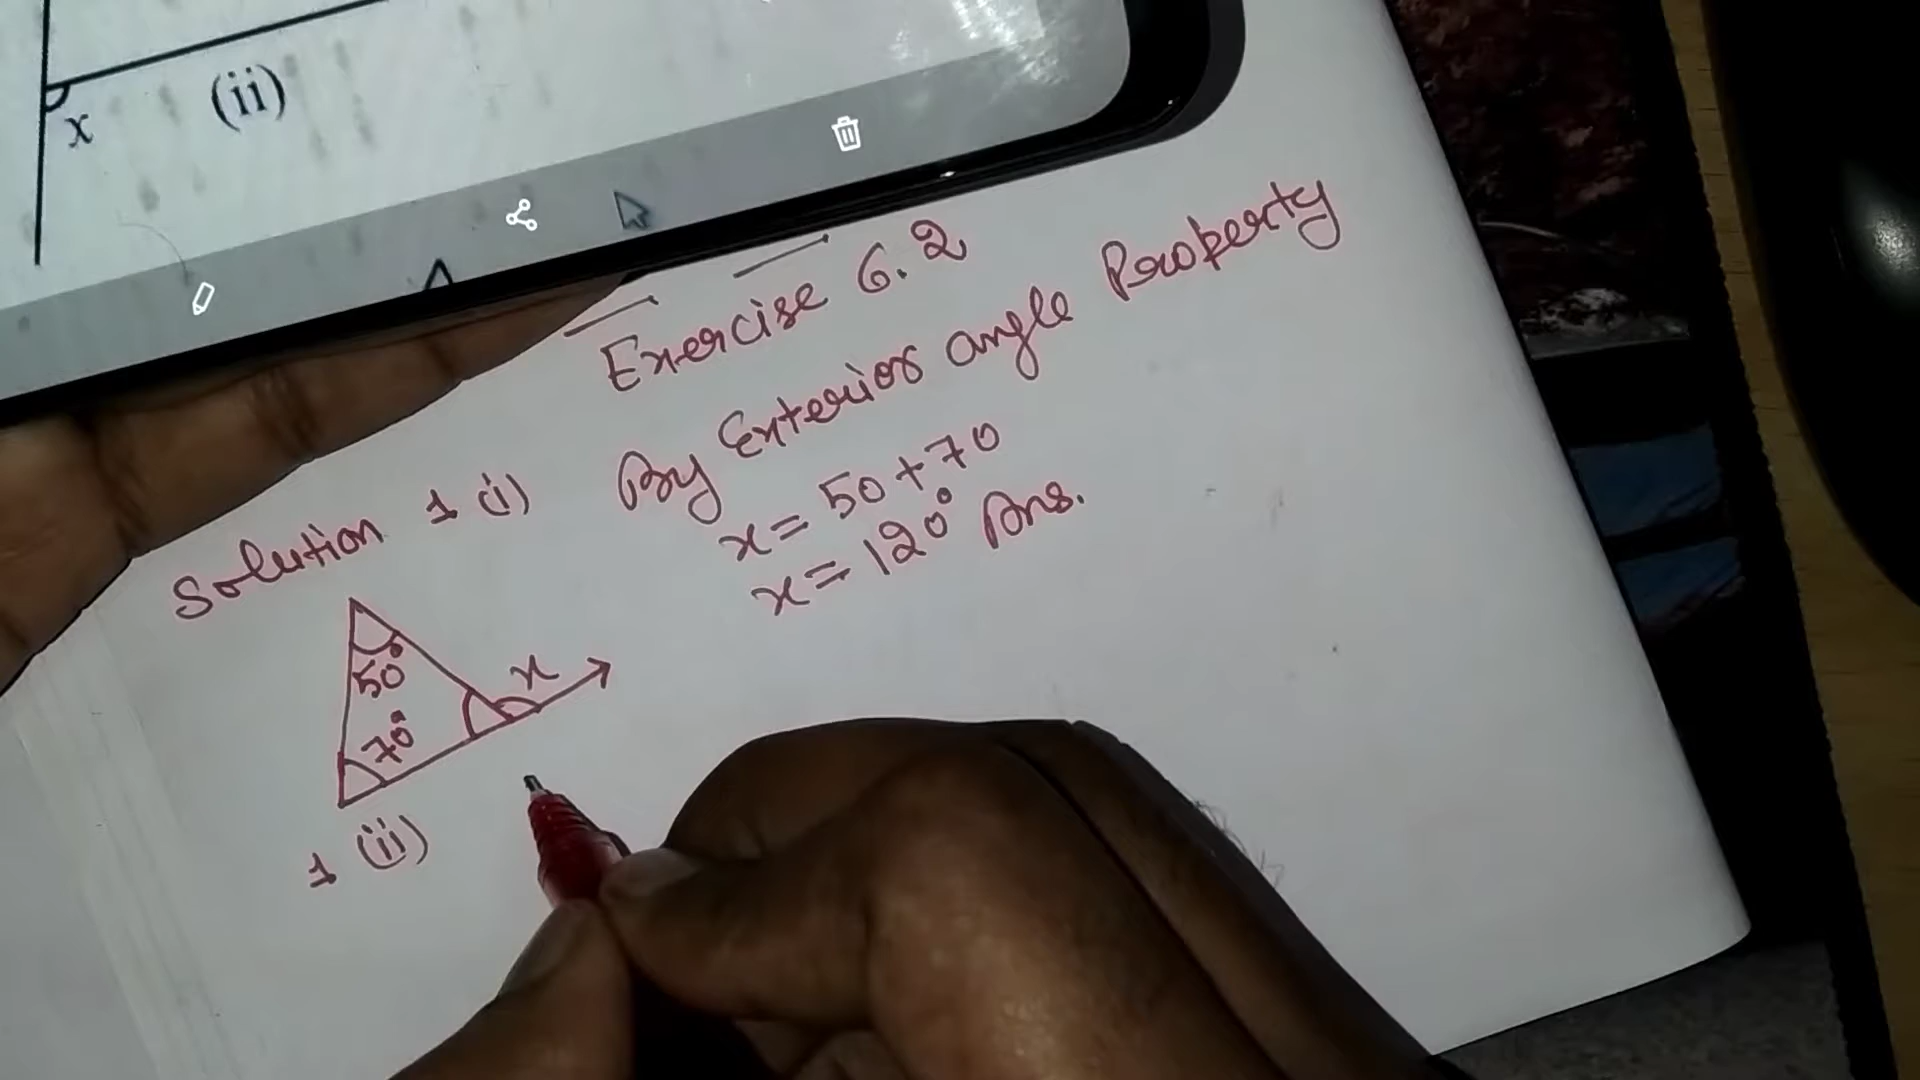 x (ii)
Exercise 6.2
Solution 1 (i) By Exterior angle Property
x = 50 + 70
x = 120° Ans.
50°
x
70°
1 (ii)